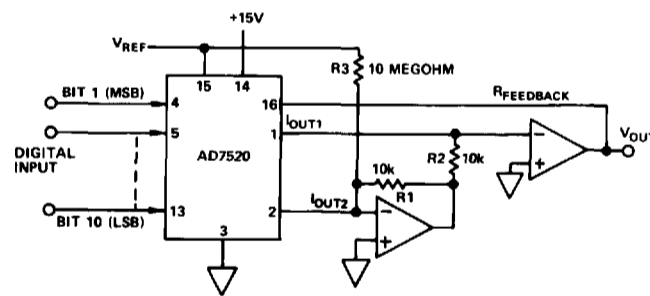 +15V
VREF
R3
10 MEGOHM
15
14
BIT 1 (MSB)
4
16
RFEEDBACK
5
IOUT1
1
DIGITAL
INPUT
AD7520
R2
10k
VOUT
10k
R1
BIT 10 (LSB)
13
2
IOUT2
3
−
+
−
+